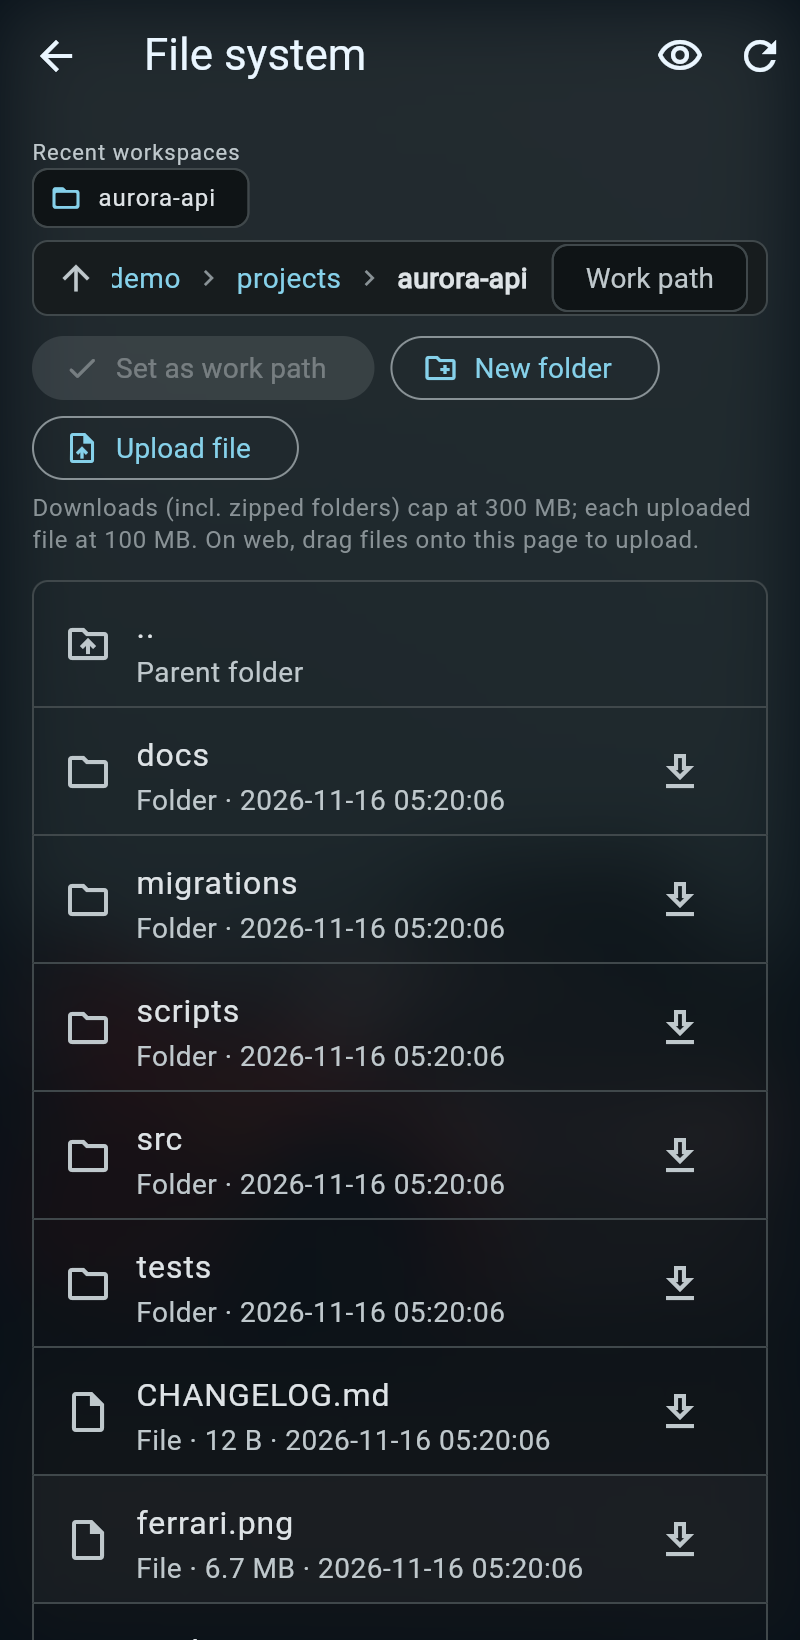 File system
Recent workspaces
aurora-api
demo > projects > aurora-api Work path
Set as work path New folder
Upload file
Downloads (incl. zipped folders) cap at 300 MB; each uploaded
file at 100 MB. On web, drag files onto this page to upload.
..
Parent folder
docs
Folder · 2026-11-16 05:20:06
migrations
Folder · 2026-11-16 05:20:06
scripts
Folder · 2026-11-16 05:20:06
src
Folder · 2026-11-16 05:20:06
tests
Folder · 2026-11-16 05:20:06
CHANGELOG.md
File · 12 B · 2026-11-16 05:20:06
ferrari.png
File · 6.7 MB · 2026-11-16 05:20:06